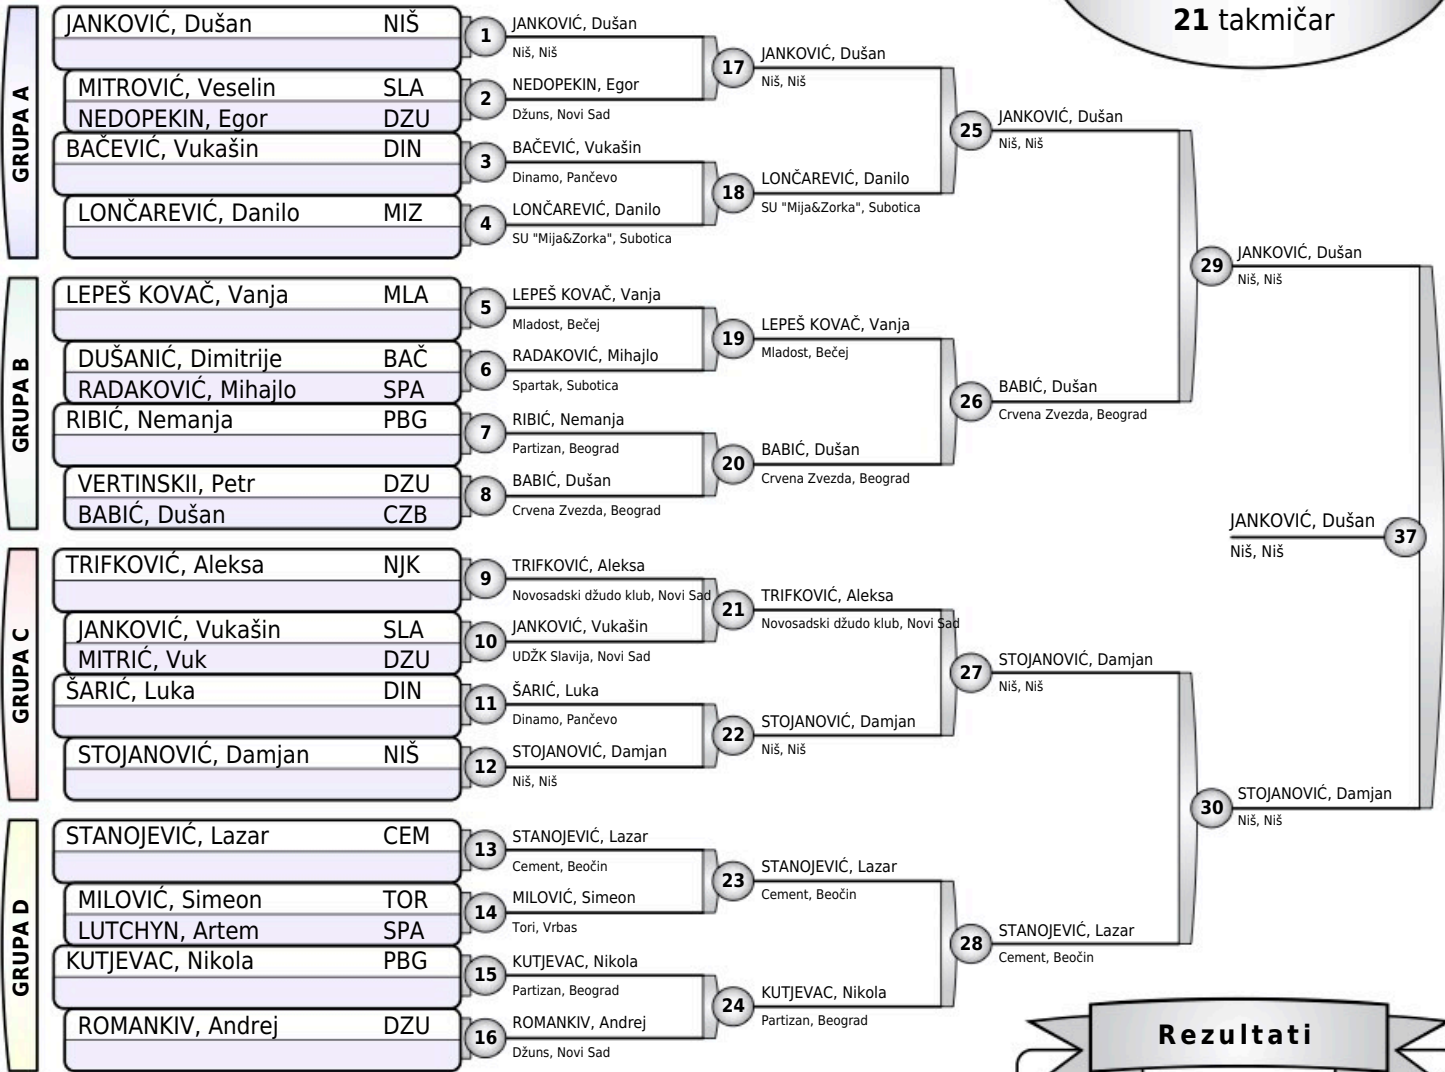 21 takmičar
GRUPA A
JANKOVIĆ, Dušan NIŠ
MITROVIĆ, Veselin SLA
NEDOPEKIN, Egor DZU
BAČEVIĆ, Vukašin DIN
LONČAREVIĆ, Danilo MIZ
GRUPA B
LEPEŠ KOVAČ, Vanja MLA
DUŠANIĆ, Dimitrije BAČ
RADAKOVIĆ, Mihajlo SPA
RIBIĆ, Nemanja PBG
VERTINSKII, Petr DZU
BABIĆ, Dušan CZB
GRUPA C
TRIFKOVIĆ, Aleksa NJK
JANKOVIĆ, Vukašin SLA
MITRIĆ, Vuk DZU
ŠARIĆ, Luka DIN
STOJANOVIĆ, Damjan NIŠ
GRUPA D
STANOJEVIĆ, Lazar CEM
MILOVIĆ, Simeon TOR
LUTCHYN, Artem SPA
KUTJEVAC, Nikola PBG
ROMANKIV, Andrej DZU
1 JANKOVIĆ, Dušan
Niš, Niš
2 NEDOPEKIN, Egor
Džuns, Novi Sad
3 BAČEVIĆ, Vukašin
Dinamo, Pančevo
4 LONČAREVIĆ, Danilo
SU "Mija&Zorka", Subotica
5 LEPEŠ KOVAČ, Vanja
Mladost, Bečej
6 RADAKOVIĆ, Mihajlo
Spartak, Subotica
7 RIBIĆ, Nemanja
Partizan, Beograd
8 BABIĆ, Dušan
Crvena Zvezda, Beograd
9 TRIFKOVIĆ, Aleksa
Novosadski džudo klub, Novi Sad
10 JANKOVIĆ, Vukašin
UDŽK Slavija, Novi Sad
11 ŠARIĆ, Luka
Dinamo, Pančevo
12 STOJANOVIĆ, Damjan
Niš, Niš
13 STANOJEVIĆ, Lazar
Cement, Beočin
14 MILOVIĆ, Simeon
Tori, Vrbas
15 KUTJEVAC, Nikola
Partizan, Beograd
16 ROMANKIV, Andrej
Džuns, Novi Sad
17 JANKOVIĆ, Dušan
Niš, Niš
18 LONČAREVIĆ, Danilo
SU "Mija&Zorka", Subotica
19 LEPEŠ KOVAČ, Vanja
Mladost, Bečej
20 BABIĆ, Dušan
Crvena Zvezda, Beograd
21 TRIFKOVIĆ, Aleksa
Novosadski džudo klub, Novi Sad
22 STOJANOVIĆ, Damjan
Niš, Niš
23 STANOJEVIĆ, Lazar
Cement, Beočin
24 KUTJEVAC, Nikola
Partizan, Beograd
25 JANKOVIĆ, Dušan
Niš, Niš
26 BABIĆ, Dušan
Crvena Zvezda, Beograd
27 STOJANOVIĆ, Damjan
Niš, Niš
28 STANOJEVIĆ, Lazar
Cement, Beočin
29 JANKOVIĆ, Dušan
Niš, Niš
30 STOJANOVIĆ, Damjan
Niš, Niš
JANKOVIĆ, Dušan 37
Niš, Niš
Rezultati